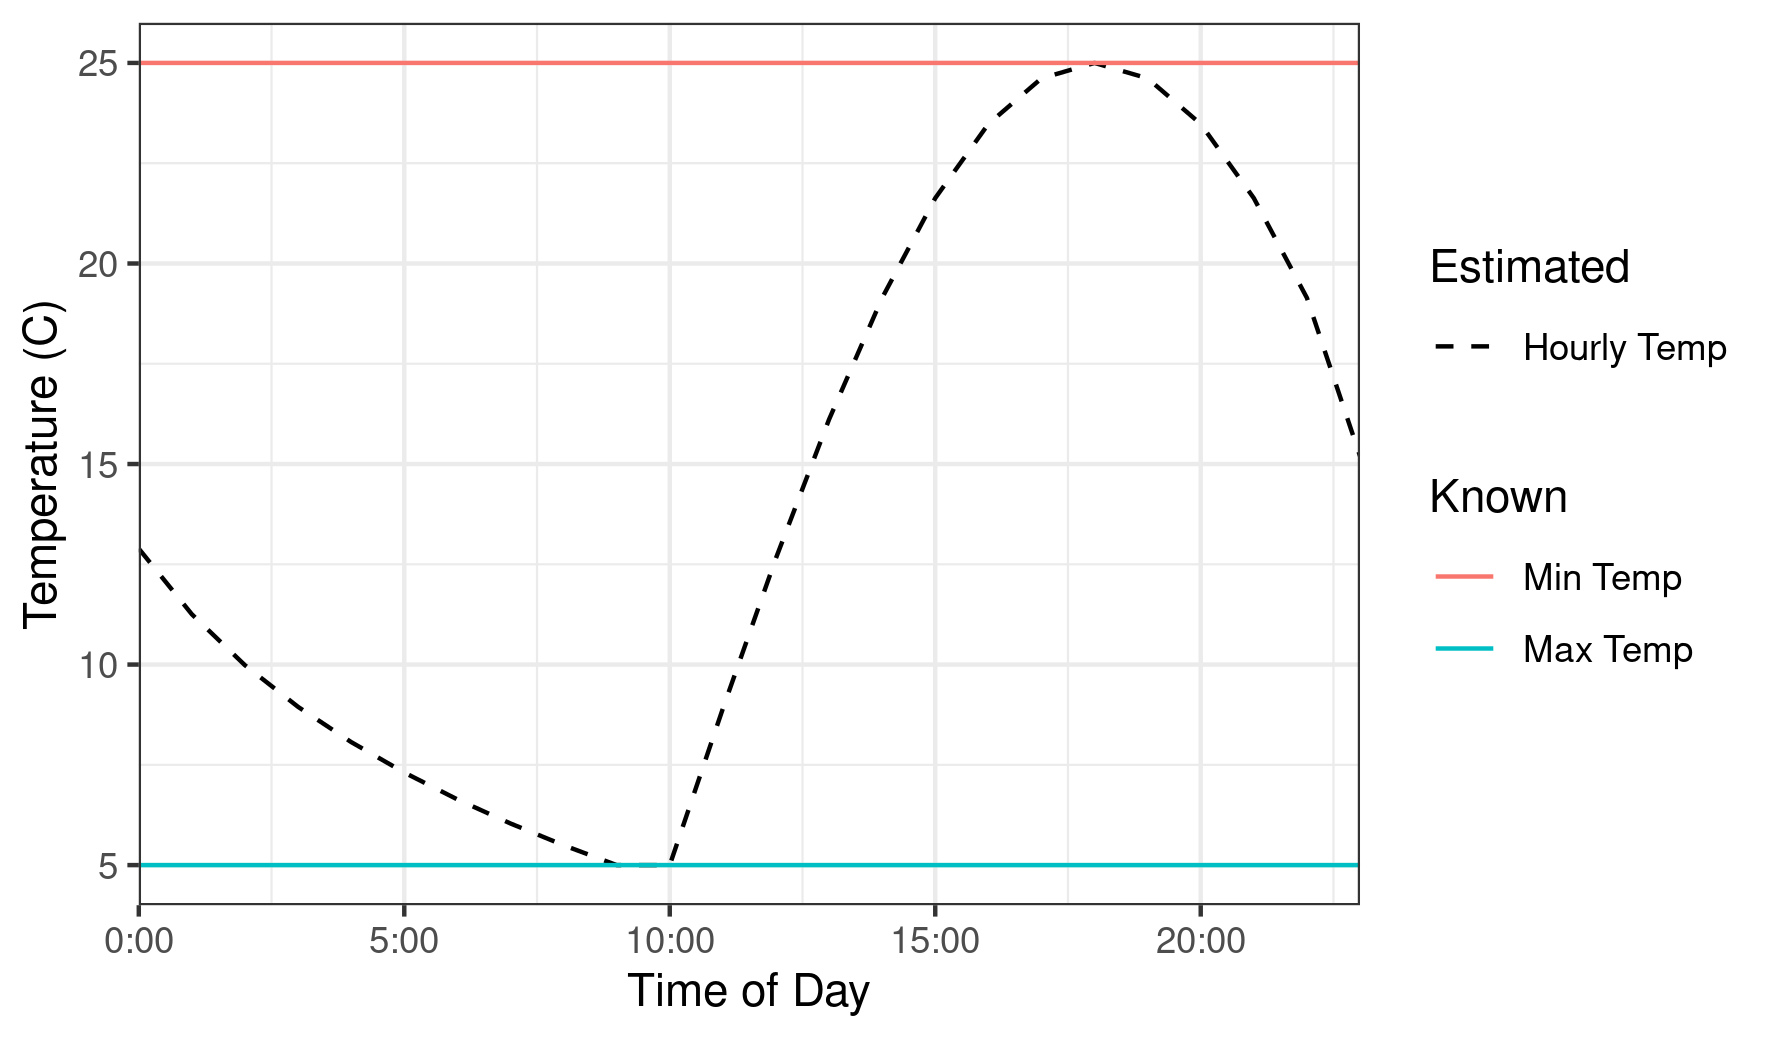 Temperature (C)
25
20
15
10
5
0:00 5:00 10:00 15:00 20:00
Time of Day
Estimated
Hourly Temp
Known
Min Temp
Max Temp